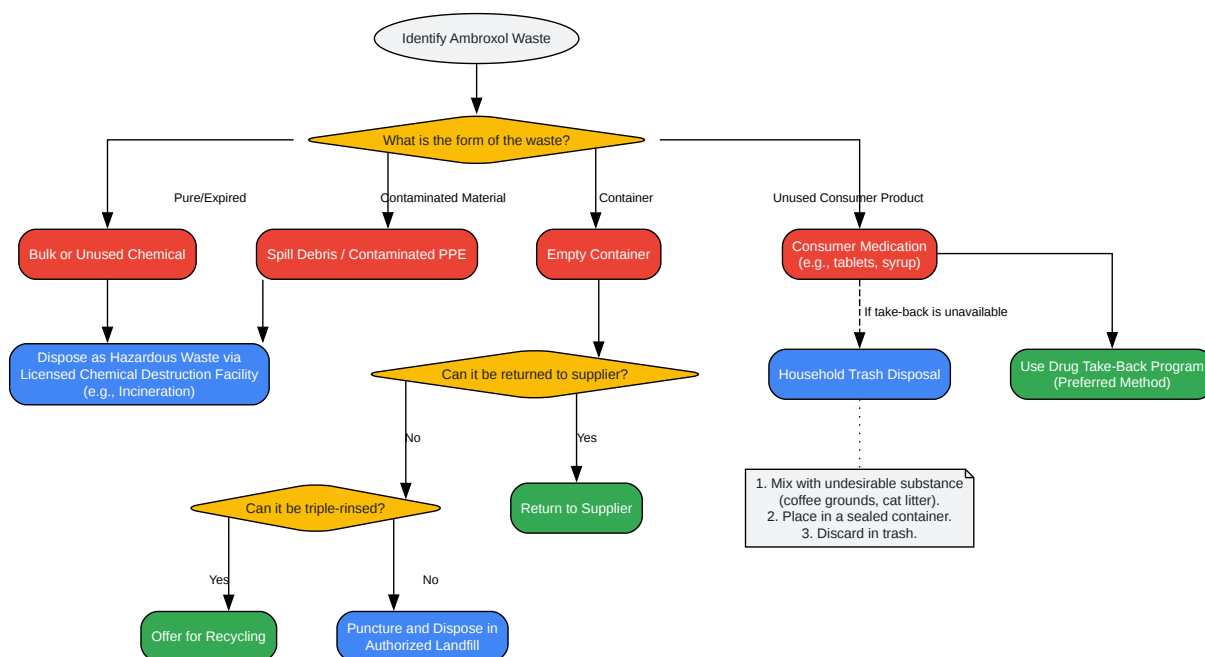 Identify Ambroxol Waste
What is the form of the waste?
Pure/Expired
Contaminated Material
Container
Unused Consumer Product
Bulk or Unused Chemical
Spill Debris / Contaminated PPE
Empty Container
Consumer Medication
(e.g., tablets, syrup)
If take-back is unavailable
Dispose as Hazardous Waste via
Licensed Chemical Destruction Facility
(e.g., Incineration)
Can it be returned to supplier?
Household Trash Disposal
Use Drug Take-Back Program
(Preferred Method)
No
Yes
Can it be triple-rinsed?
Return to Supplier
1. Mix with undesirable substance
(coffee grounds, cat litter).
2. Place in a sealed container.
3. Discard in trash.
Yes
No
Offer for Recycling
Puncture and Dispose in
Authorized Landfill